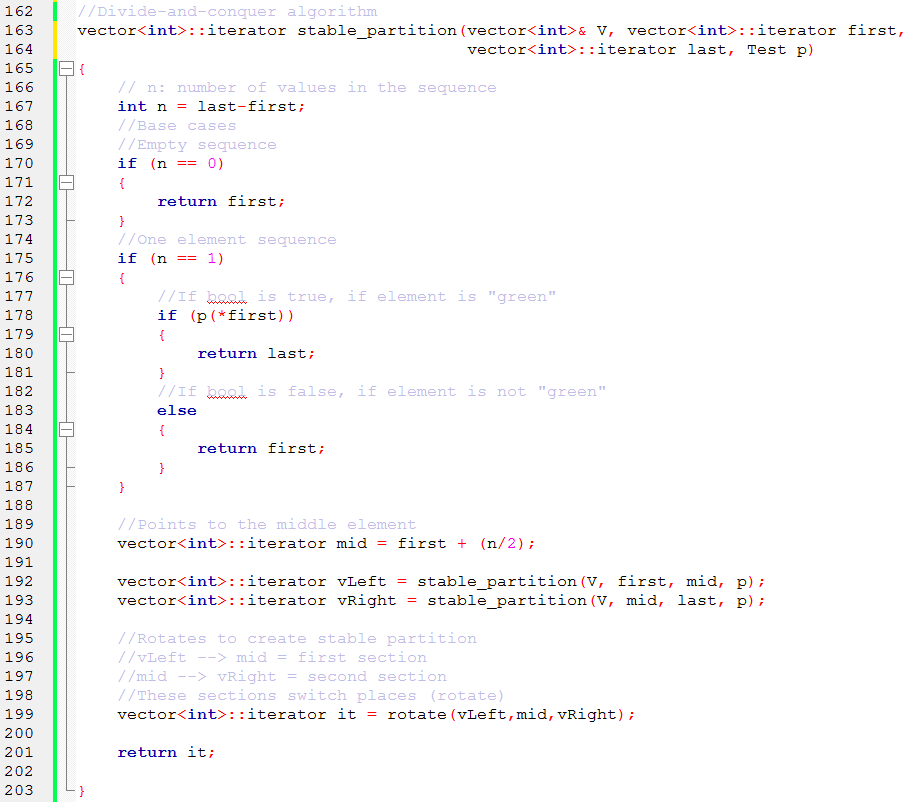 162 //Divide-and-conquer algorithm
163 vector<int>::iterator stable_partition(vector<int>& V, vector<int>::iterator first,
164                                        vector<int>::iterator last, Test p)
165 {
166     // n: number of values in the sequence
167     int n = last-first;
168     //Base cases
169     //Empty sequence
170     if (n == 0)
171     {
172         return first;
173     }
174     //One element sequence
175     if (n == 1)
176     {
177         //If bool is true, if element is "green"
178         if (p(*first))
179         {
180             return last;
181         }
182         //If bool is false, if element is not "green"
183         else
184         {
185             return first;
186         }
187     }
188
189     //Points to the middle element
190     vector<int>::iterator mid = first + (n/2);
191
192     vector<int>::iterator vLeft = stable_partition(V, first, mid, p);
193     vector<int>::iterator vRight = stable_partition(V, mid, last, p);
194
195     //Rotates to create stable partition
196     //vLeft --> mid = first section
197     //mid --> vRight = second section
198     //These sections switch places (rotate)
199     vector<int>::iterator it = rotate(vLeft,mid,vRight);
200
201     return it;
202
203 }